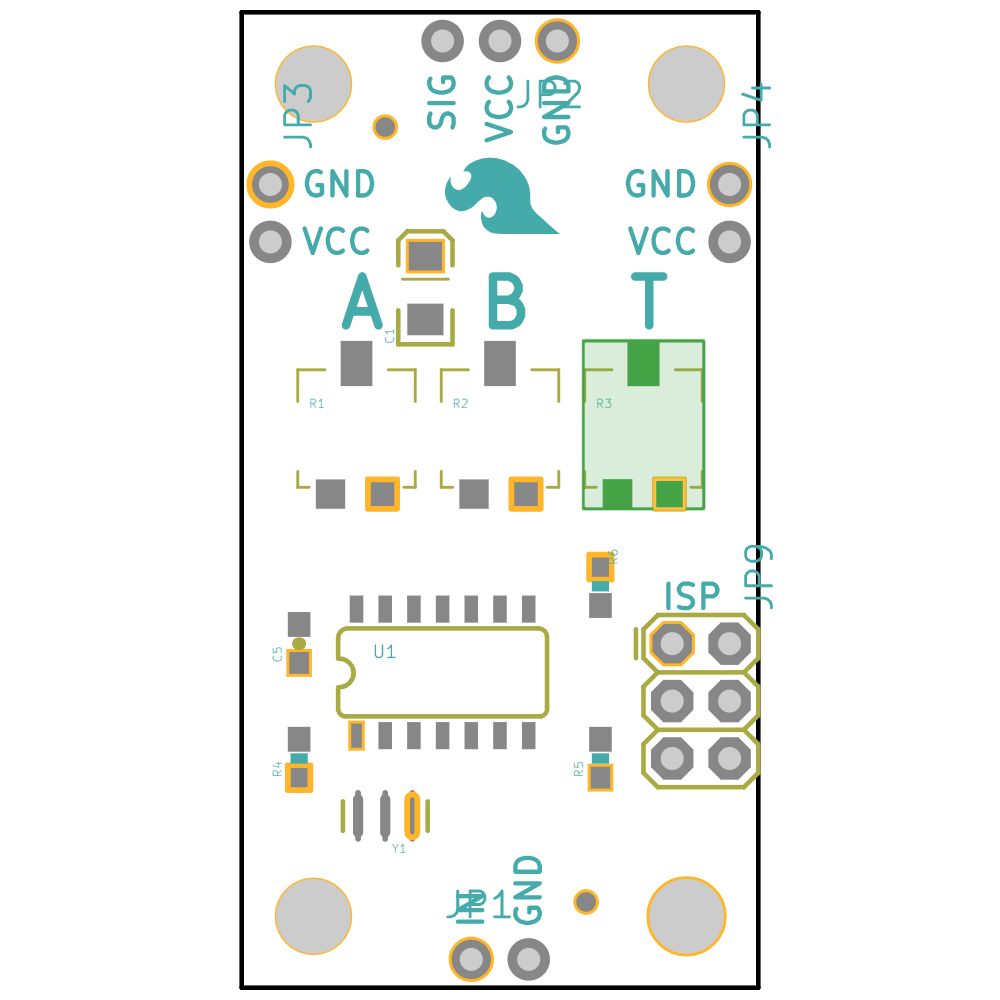 SIG
VCC
GND
JP2
JP3
JP4
GND
GND
VCC
VCC
A
B
T
C1
R1
R2
R3
R6
JP9
ISP
C5
U1
R4
R5
Y1
JP1
IN
GND